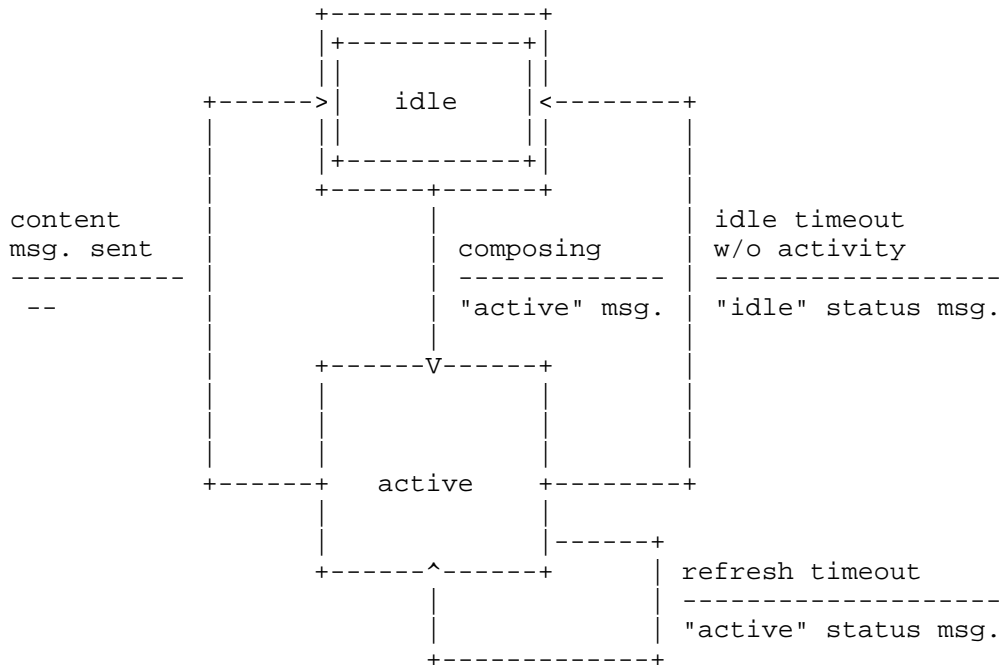 idle
content
msg. sent
-----------
--
composing
-------------
"active" msg.
idle timeout
w/o activity
------------------
"idle" status msg.
active
refresh timeout
--------------------
"active" status msg.